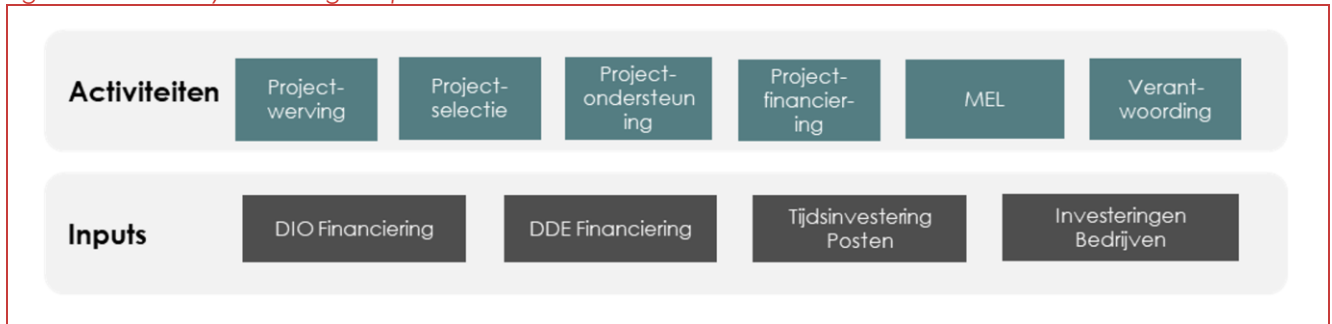 Activiteiten
Project-
werving
Project-
selectie
Project-
ondersteun
ing
Project-
financier-
ing
MEL
Verant-
woording
Inputs
DIO Financiering
DDE Financiering
Tijdsinvestering
Posten
Investeringen
Bedrijven